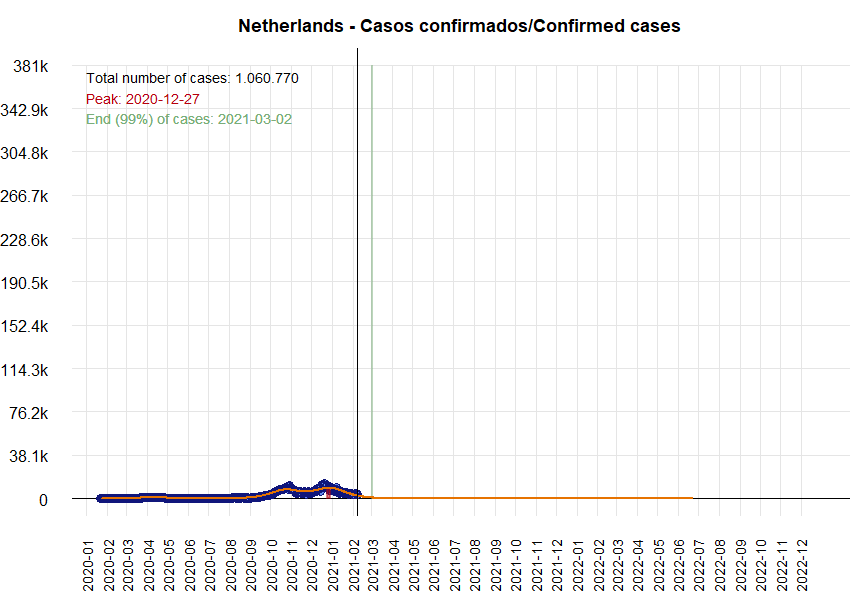 Netherlands - Casos confirmados/Confirmed cases
381k
342.9k
304.8k
266.7k
228.6k
190.5k
152.4k
114.3k
76.2k
38.1k
0
Total number of cases: 1.060.770
Peak: 2020-12-27
End (99%) of cases: 2021-03-02
2020-01
2020-02
2020-03
2020-04
2020-05
2020-06
2020-07
2020-08
2020-09
2020-10
2020-11
2020-12
2021-01
2021-02
2021-03
2021-04
2021-05
2021-06
2021-07
2021-08
2021-09
2021-10
2021-11
2021-12
2022-01
2022-02
2022-03
2022-04
2022-05
2022-06
2022-07
2022-08
2022-09
2022-10
2022-11
2022-12